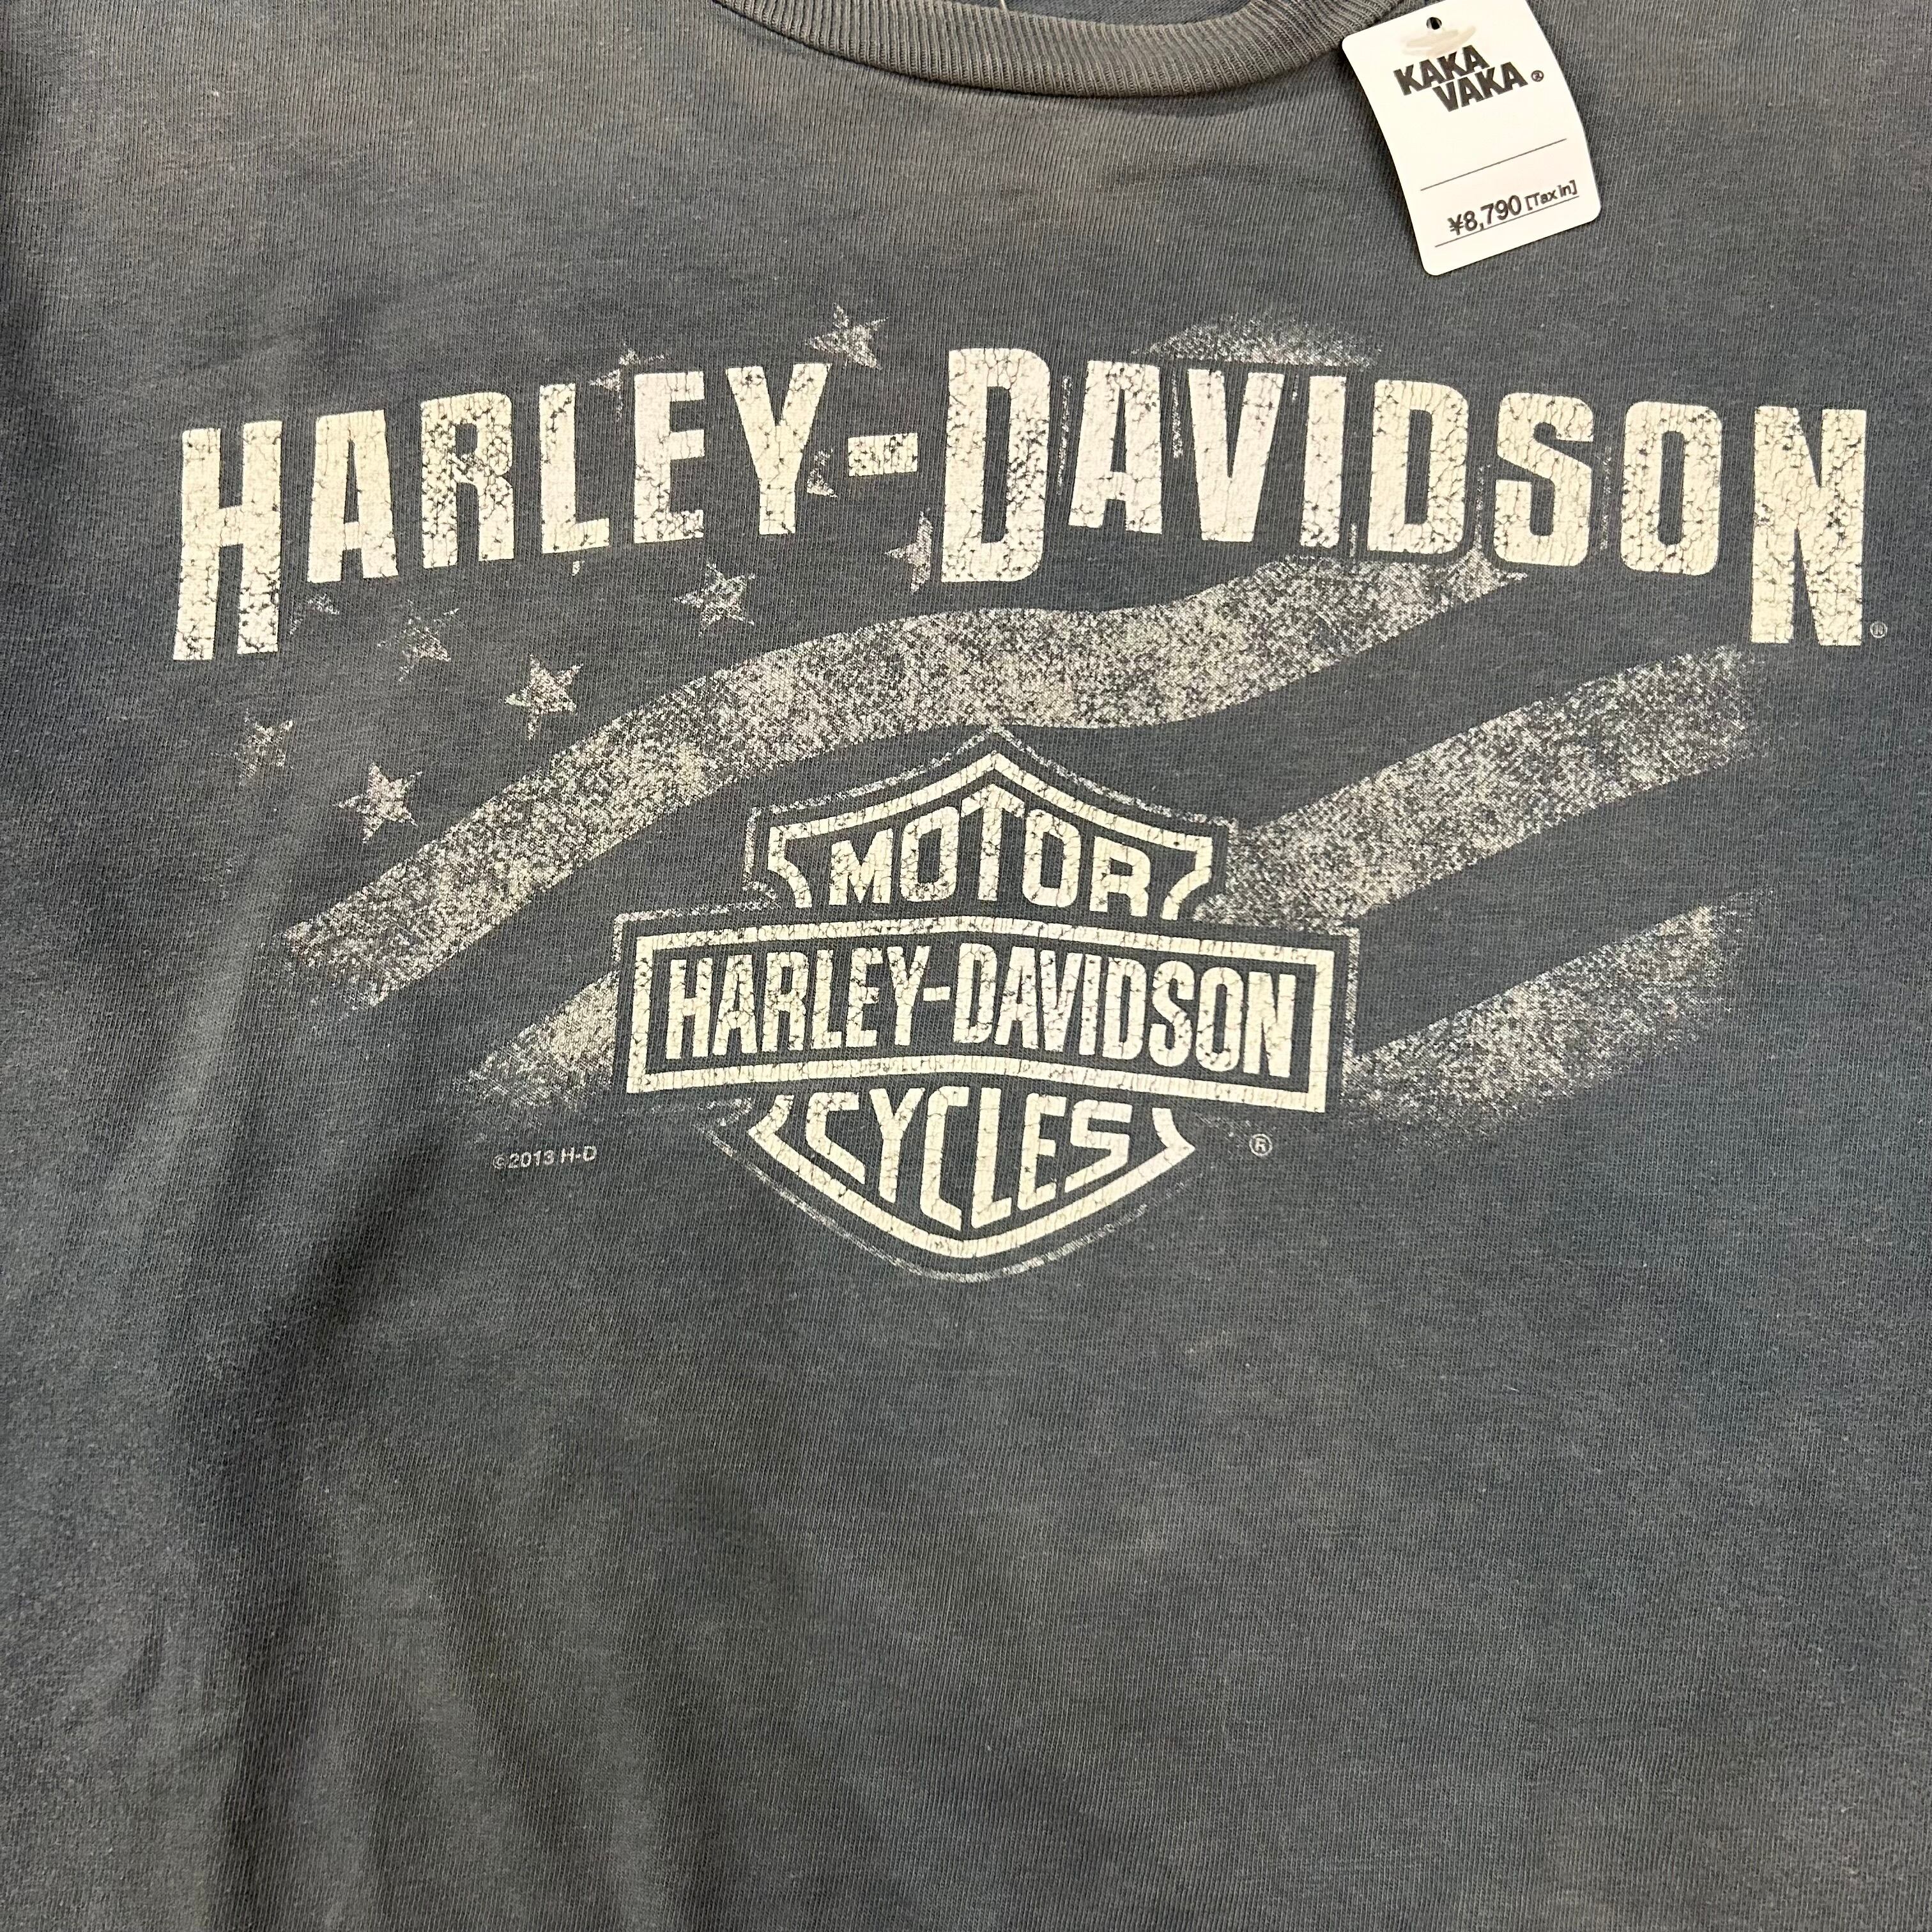 KAKA
VAKA®
¥8,790 [Tax in]
HARLEY-DAVIDSON®
MOTOR
HARLEY-DAVIDSON
CYCLES
©2013 H-D
®